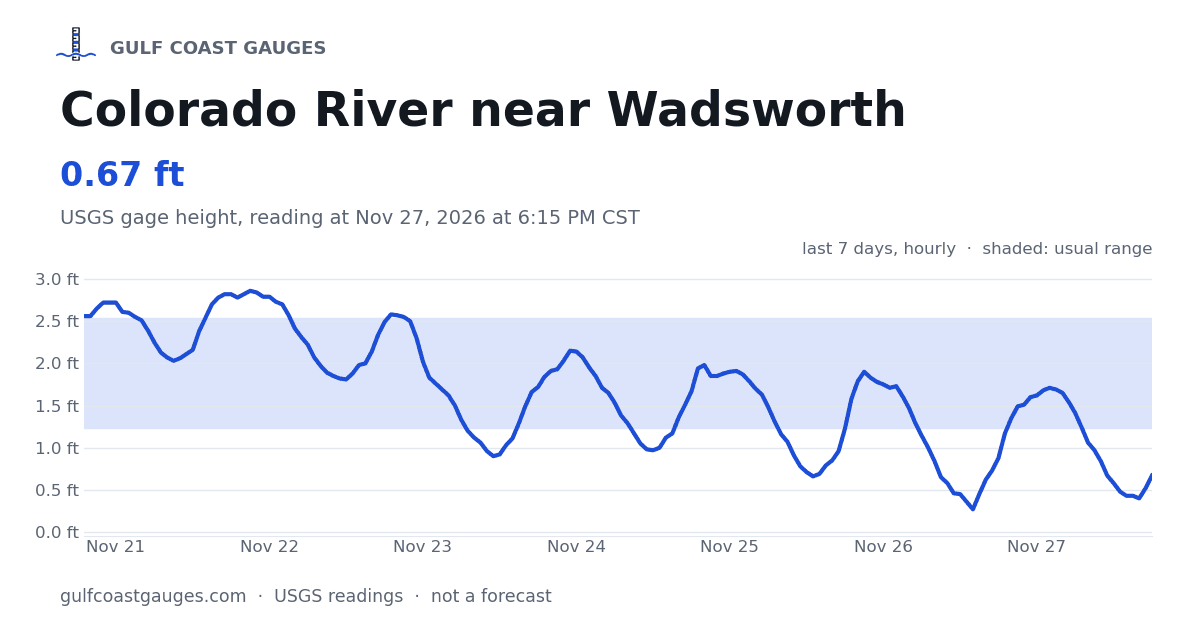 GULF COAST GAUGES
Colorado River near Wadsworth
0.67 ft
USGS gage height, reading at Nov 27, 2026 at 6:15 PM CST
last 7 days, hourly · shaded: usual range
3.0 ft
2.5 ft
2.0 ft
1.5 ft
1.0 ft
0.5 ft
0.0 ft
Nov 21 Nov 22 Nov 23 Nov 24 Nov 25 Nov 26 Nov 27
gulfcoastgauges.com · USGS readings · not a forecast